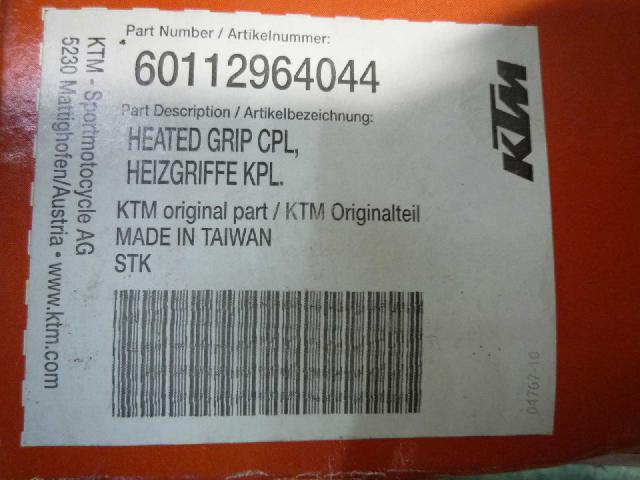 Part Number / Artikelnummer:
60112964044
Part Description / Artikelbezeichnung:
HEATED GRIP CPL,
HEIZGRIFFE KPL.
KTM original part / KTM Originalteil
MADE IN TAIWAN
STK
KTM - Sportmotocycle AG
5230 Mattighofen/Austria • www.ktm.com
KTM
04767-10